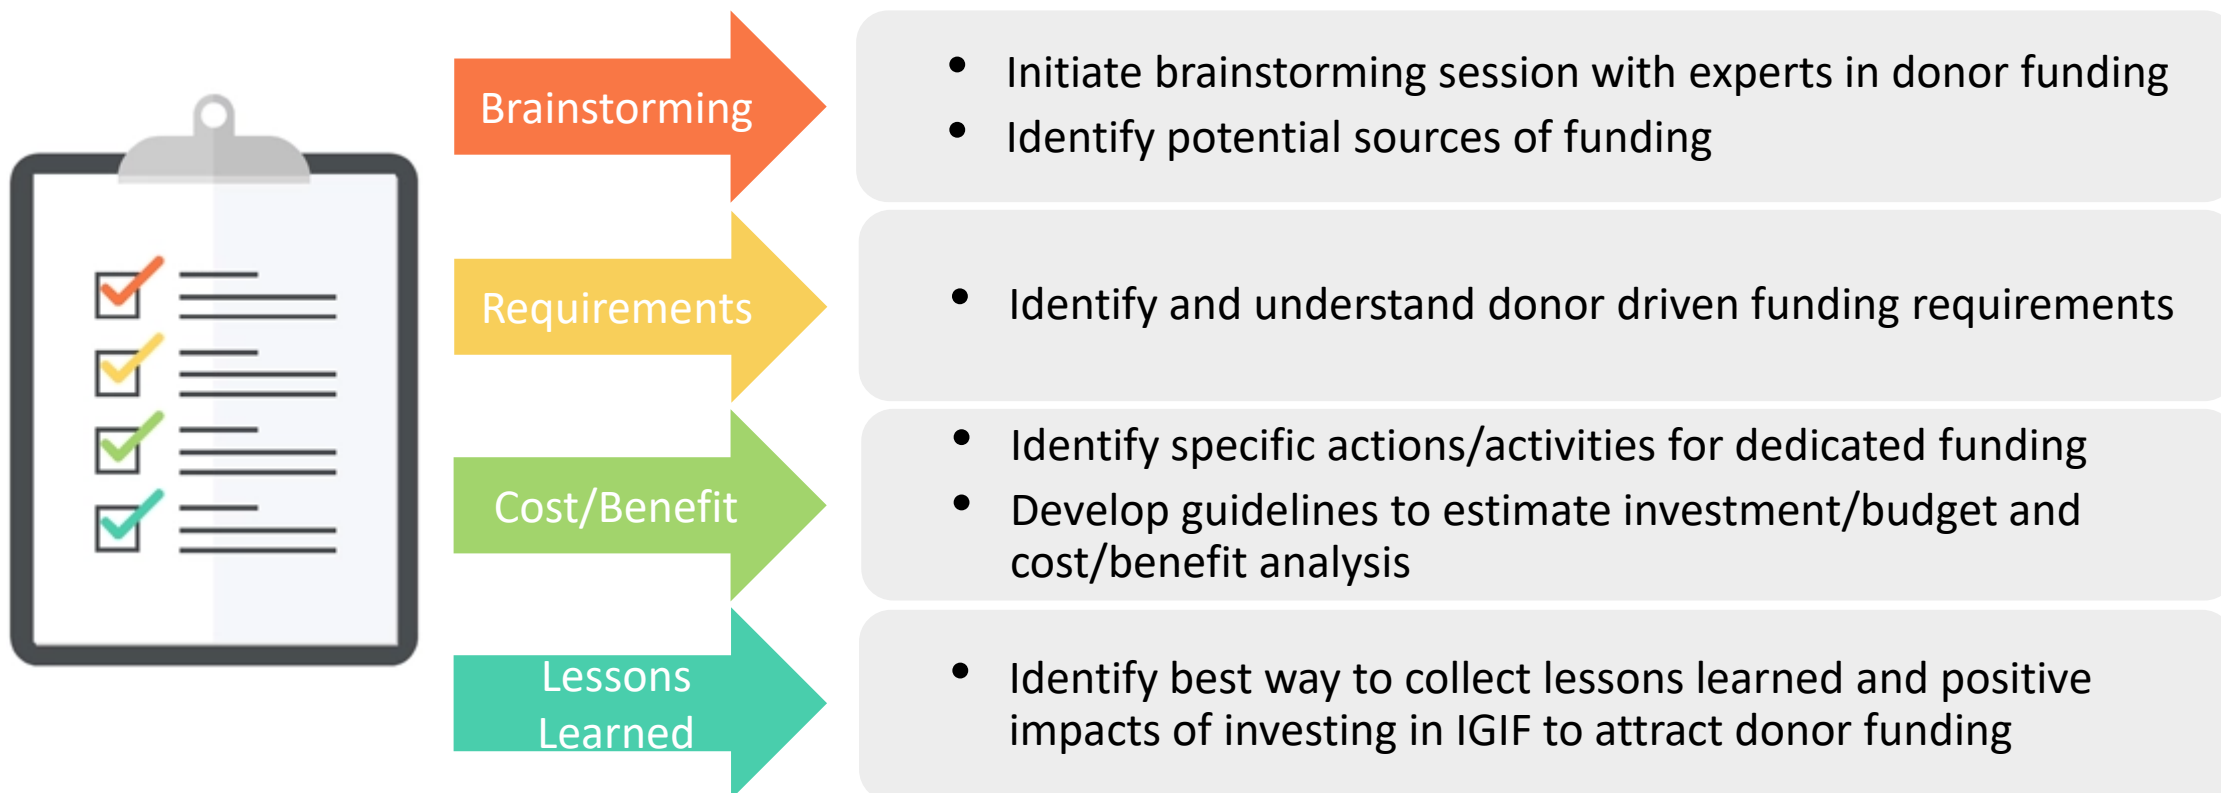 Brainstorming
• Initiate brainstorming session with experts in donor funding
• Identify potential sources of funding
Requirements
• Identify and understand donor driven funding requirements
Cost/Benefit
• Identify specific actions/activities for dedicated funding
• Develop guidelines to estimate investment/budget and
cost/benefit analysis
Lessons
Learned
• Identify best way to collect lessons learned and positive
impacts of investing in IGIF to attract donor funding